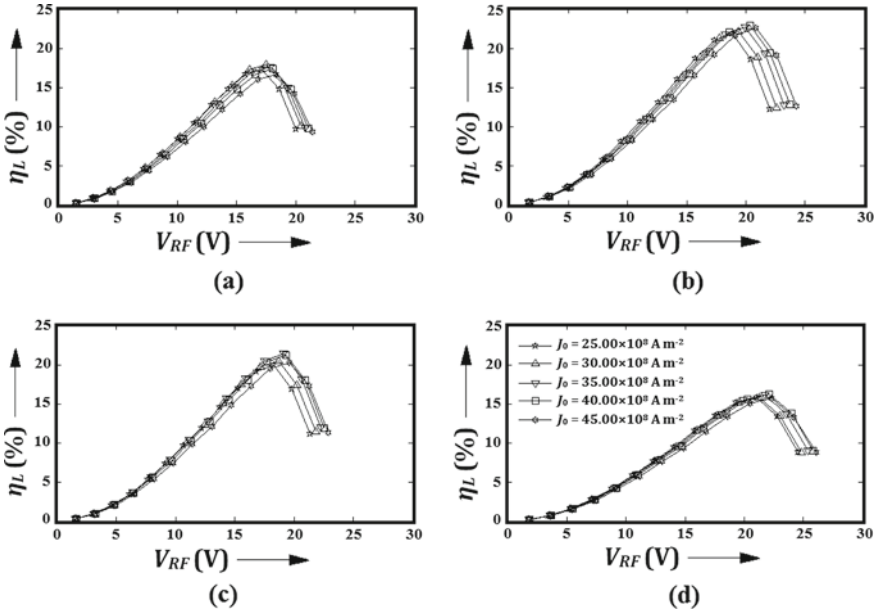 25
20
15
10
5
0
ηL (%)
0 5 10 15 20 25 30
VRF (V)
(a)
25
20
15
10
5
0
ηL (%)
0 5 10 15 20 25 30
VRF (V)
(b)
25
20
15
10
5
0
ηL (%)
0 5 10 15 20 25 30
VRF (V)
(c)
25
20
15
10
5
0
ηL (%)
J₀ = 25.00×10⁸ A m⁻²
J₀ = 30.00×10⁸ A m⁻²
J₀ = 35.00×10⁸ A m⁻²
J₀ = 40.00×10⁸ A m⁻²
J₀ = 45.00×10⁸ A m⁻²
0 5 10 15 20 25 30
VRF (V)
(d)